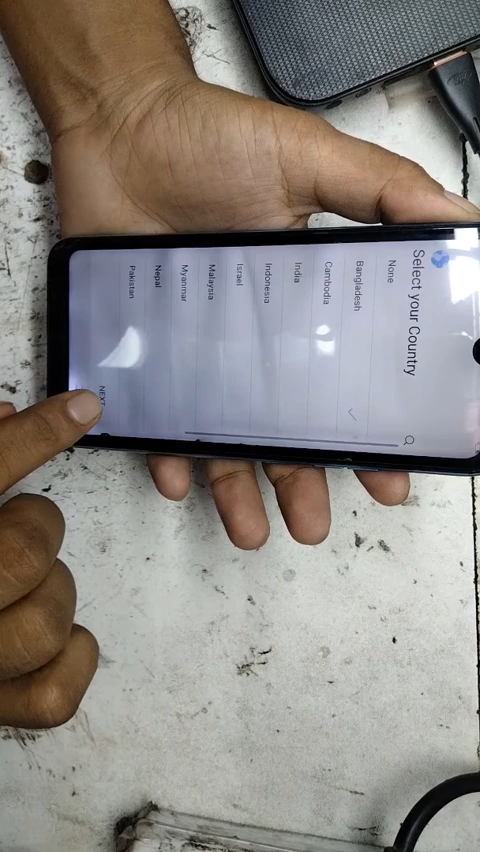 Select your Country
None
Bangladesh
Cambodia
India
Indonesia
Israel
Malaysia
Myanmar
Nepal
Pakistan
NEXT